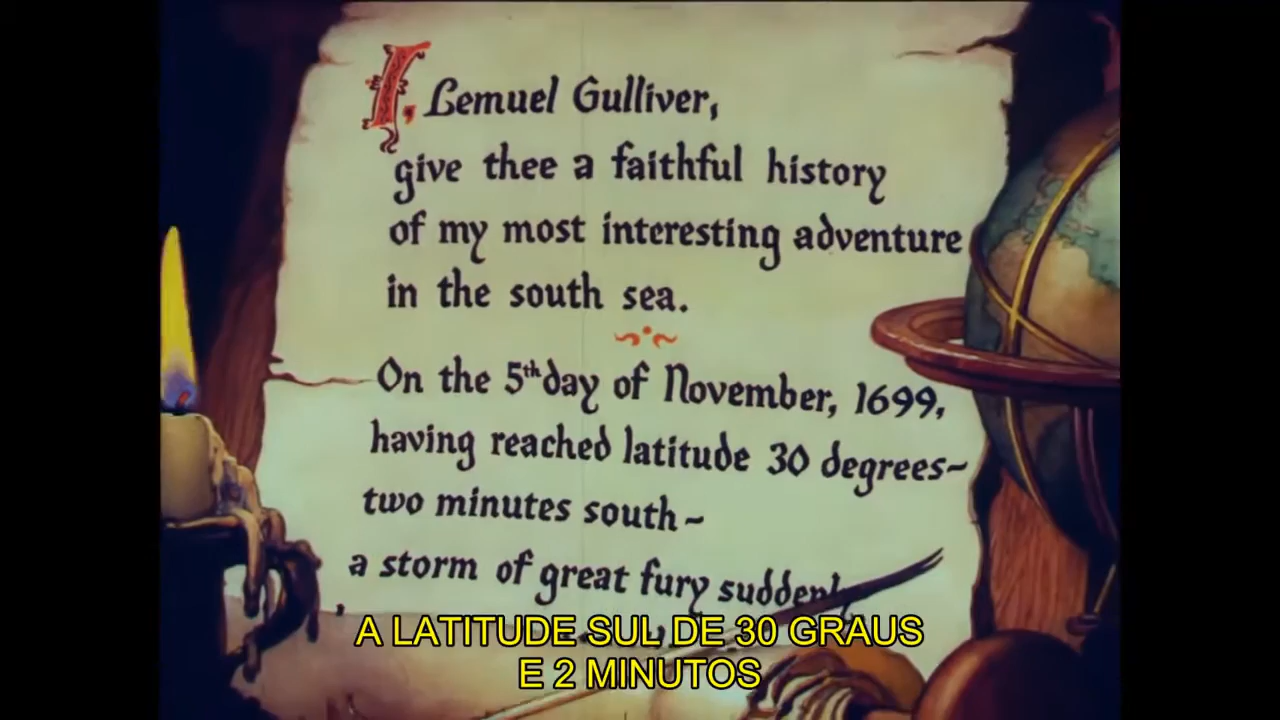 I, Lemuel Gulliver,
give thee a faithful history
of my most interesting adventure
in the south sea.
On the 5th day of November, 1699,
having reached latitude 30 degrees~
two minutes south~
a storm of great fury suddenly
A LATITUDE SUL DE 30 GRAUS
E 2 MINUTOS